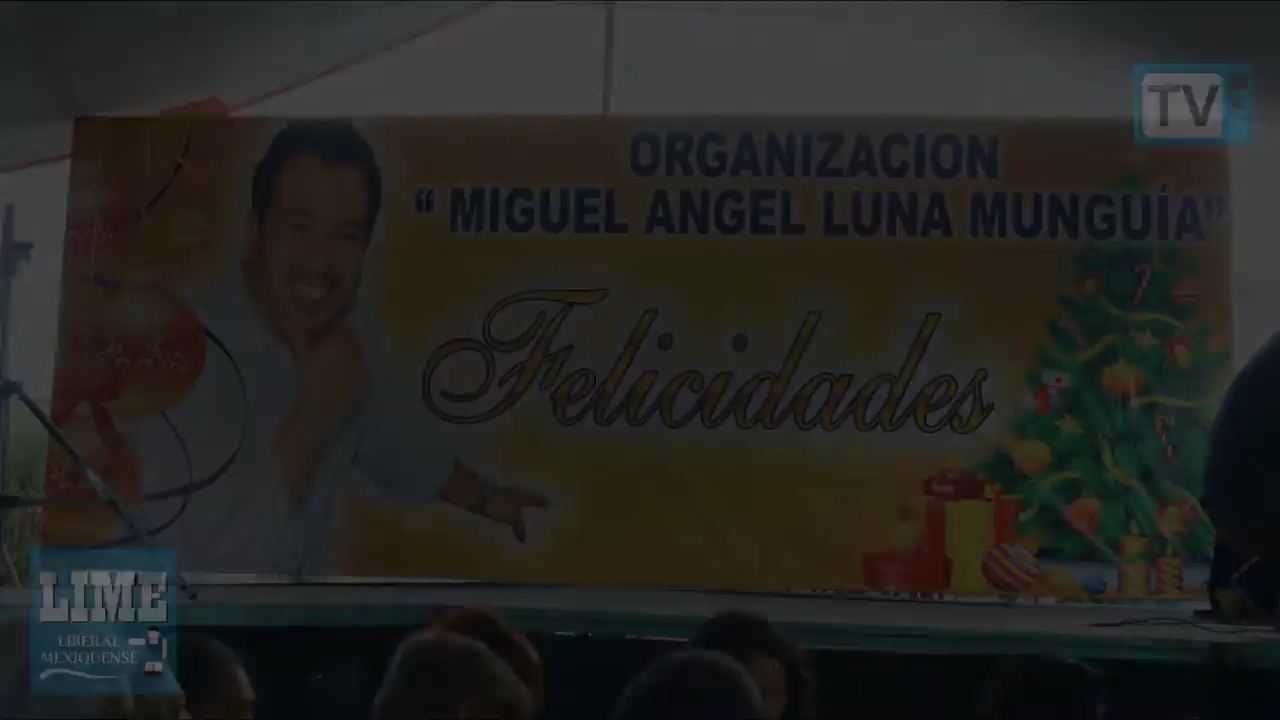 TV
ORGANIZACION
“ MIGUEL ANGEL LUNA MUNGUÍA”
Felicidades
LIME
LIBERAL
MEXIQUENSE